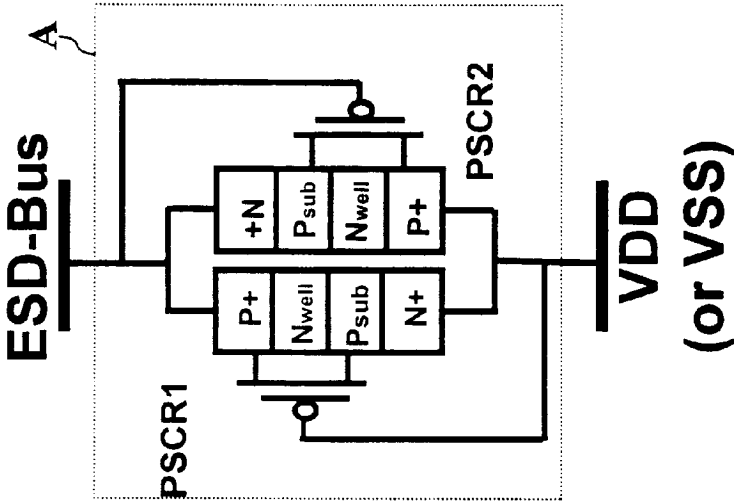 A
ESD-Bus
PSCR1
PSCR2
P+
Nwell
Psub
N+
+N
Psub
Nwell
P+
VDD
(or VSS)